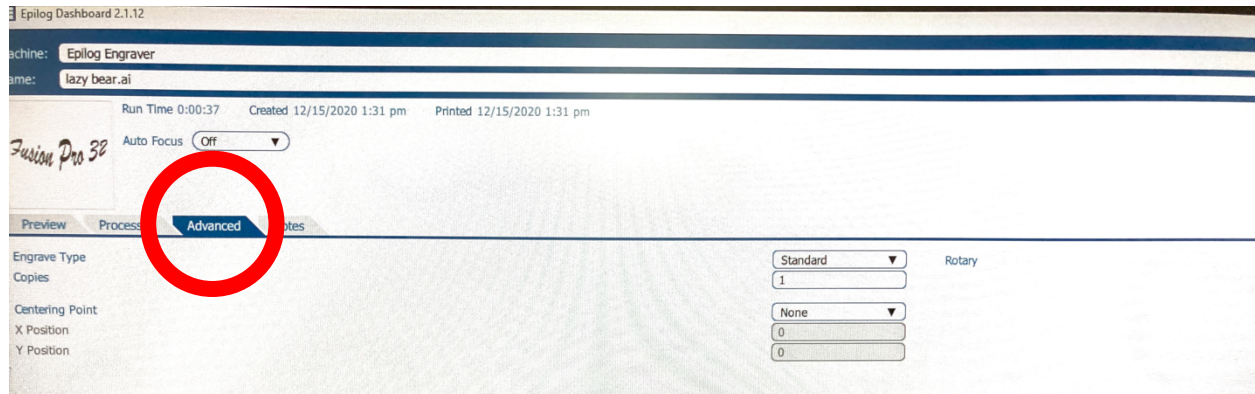 Epilog Dashboard 2.1.12
achine: Epilog Engraver
ame: lazy bear.ai
Run Time 0:00:37 Created 12/15/2020 1:31 pm Printed 12/15/2020 1:31 pm
Auto Focus Off
Fusion Pro 32
Preview Process Advanced otes
Engrave Type Standard Rotary
Copies 1
Centering Point None
X Position 0
Y Position 0